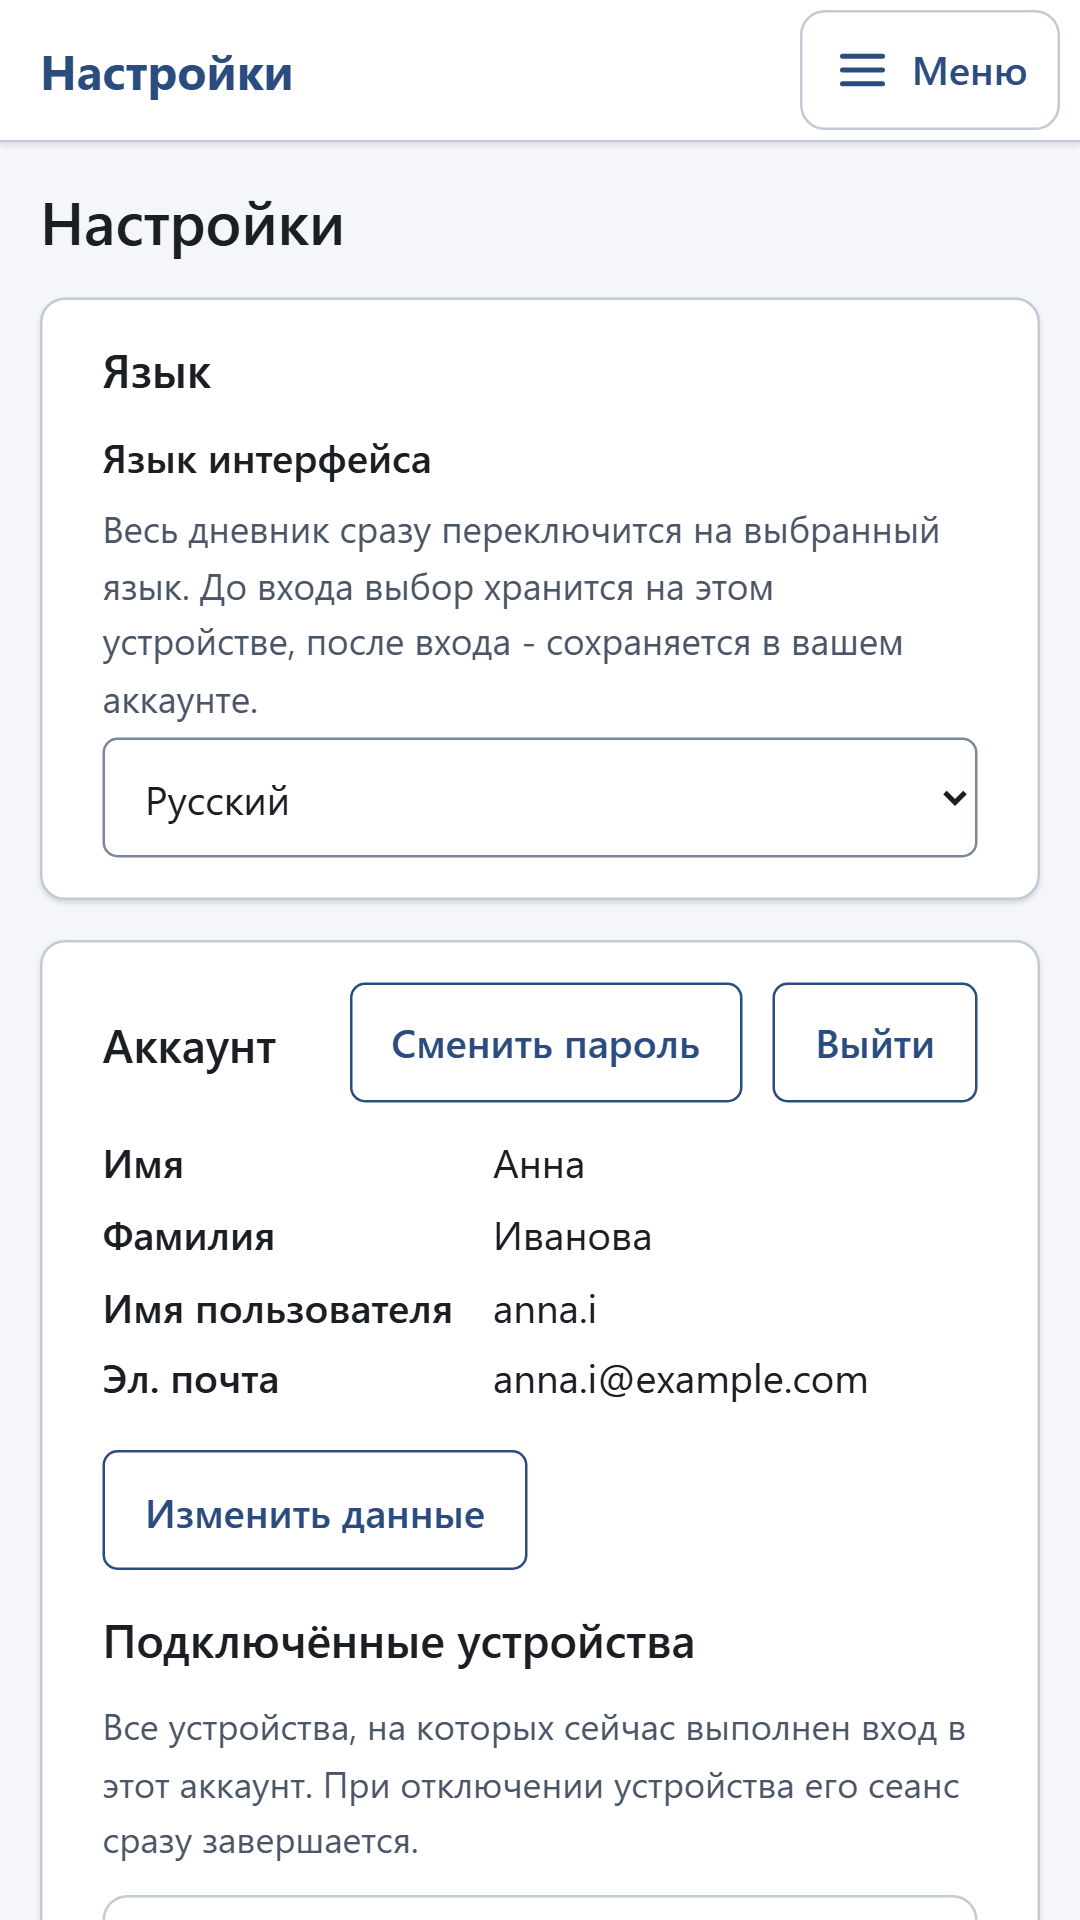 Настройки
Меню
Настройки
Язык
Язык интерфейса
Весь дневник сразу переключится на выбранный
язык. До входа выбор хранится на этом
устройстве, после входа - сохраняется в вашем
аккаунте.
Русский
Аккаунт
Сменить пароль
Выйти
Имя Анна
Фамилия Иванова
Имя пользователя anna.i
Эл. почта anna.i@example.com
Изменить данные
Подключённые устройства
Все устройства, на которых сейчас выполнен вход в
этот аккаунт. При отключении устройства его сеанс
сразу завершается.